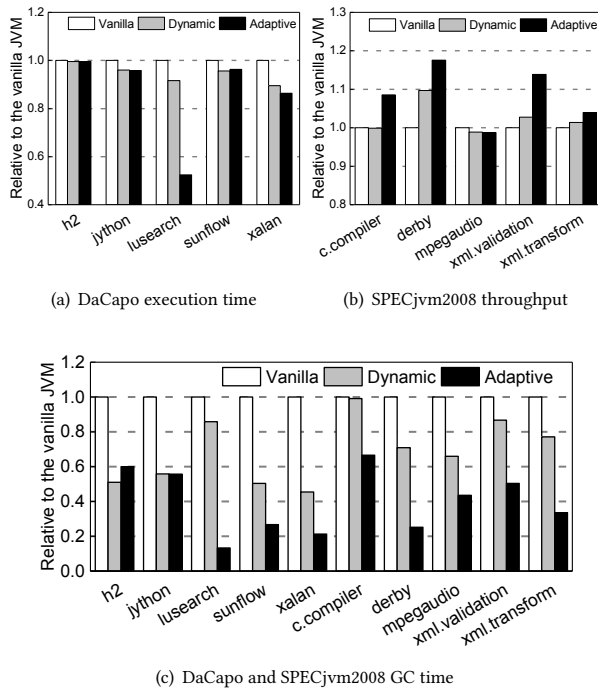 Vanilla Dynamic Adaptive
Relative to the vanilla JVM
1.2
1.0
0.8
0.6
0.4
h2
jython
lusearch
sunflow
xalan
(a) DaCapo execution time
Vanilla Dynamic Adaptive
Relative to the vanilla JVM
1.3
1.2
1.1
1.0
0.9
0.8
c.compiler
derby
mpegaudio
xml.validation
xml.transform
(b) SPECjvm2008 throughput
Vanilla Dynamic Adaptive
Relative to the vanilla JVM
1.2
1.0
0.8
0.6
0.4
0.2
0.0
h2
jython
lusearch
sunflow
xalan
c.compiler
derby
mpegaudio
xml.validation
xml.transform
(c) DaCapo and SPECjvm2008 GC time